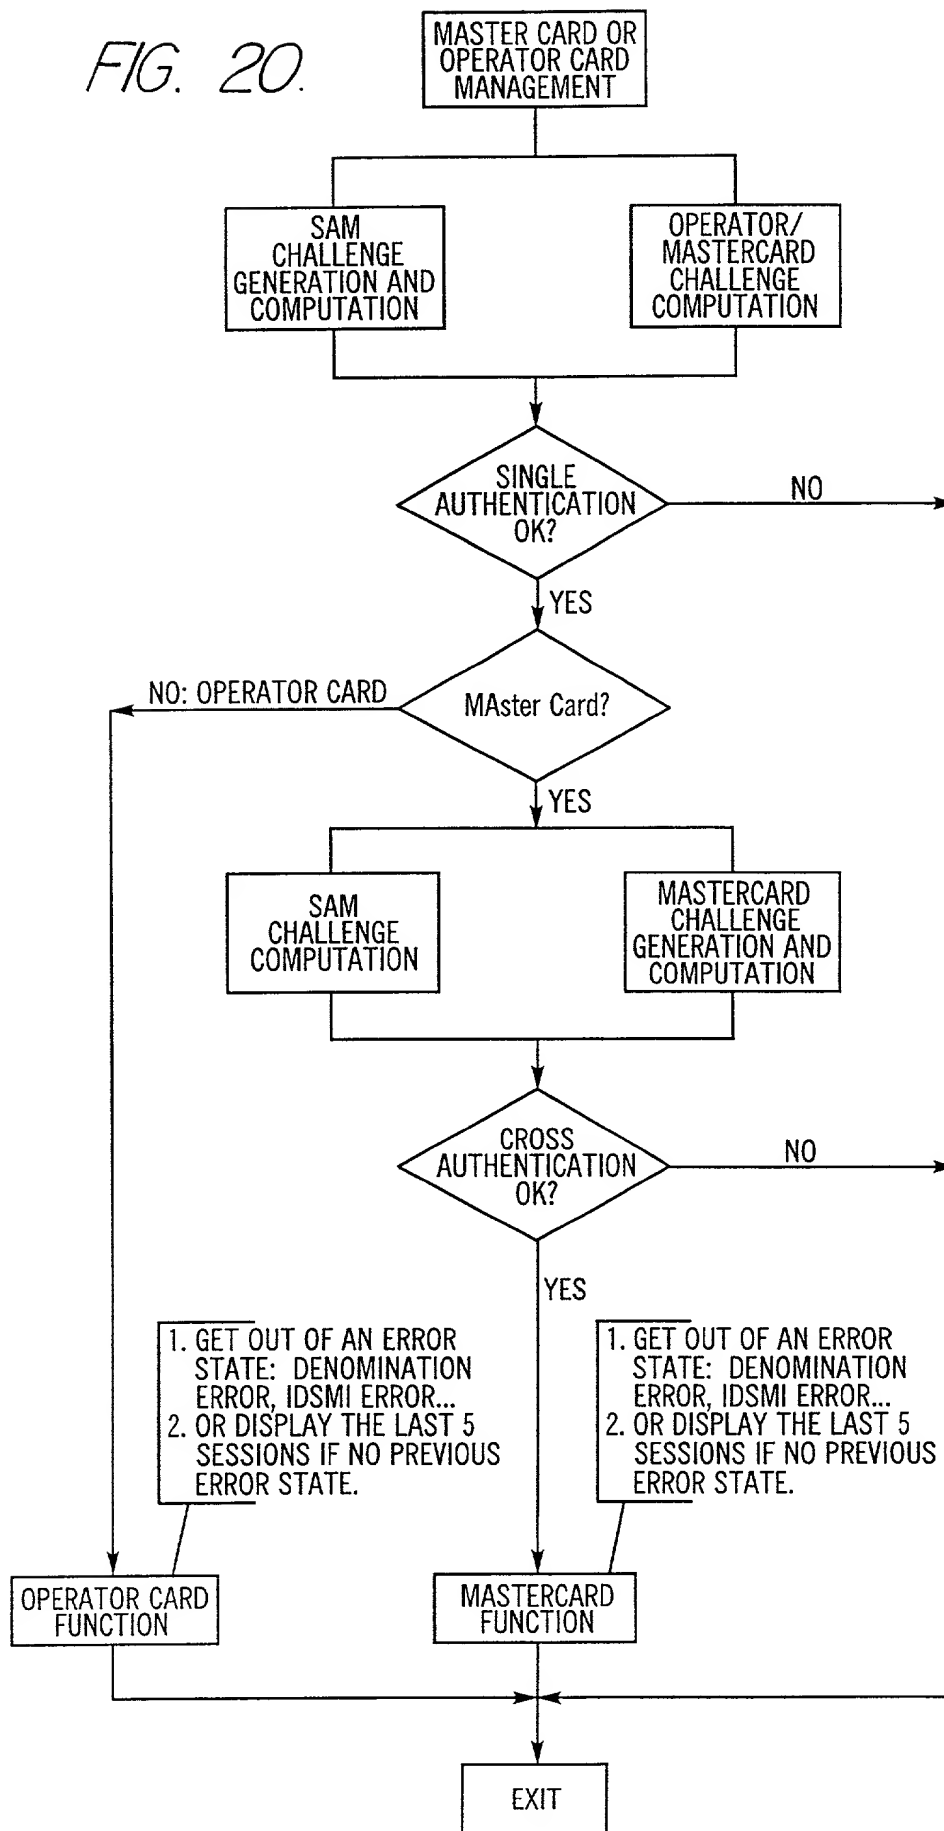 FIG. 20.
MASTER CARD OR
OPERATOR CARD
MANAGEMENT
SAM
CHALLENGE
GENERATION AND
COMPUTATION
OPERATOR/
MASTERCARD
CHALLENGE
COMPUTATION
SINGLE
AUTHENTICATION
OK?
NO
YES
NO: OPERATOR CARD
MAster Card?
YES
SAM
CHALLENGE
COMPUTATION
MASTERCARD
CHALLENGE
GENERATION AND
COMPUTATION
CROSS
AUTHENTICATION
OK?
NO
YES
1. GET OUT OF AN ERROR
STATE: DENOMINATION
ERROR, IDSMI ERROR...
2. OR DISPLAY THE LAST 5
SESSIONS IF NO PREVIOUS
ERROR STATE.
1. GET OUT OF AN ERROR
STATE: DENOMINATION
ERROR, IDSMI ERROR...
2. OR DISPLAY THE LAST 5
SESSIONS IF NO PREVIOUS
ERROR STATE.
OPERATOR CARD
FUNCTION
MASTERCARD
FUNCTION
EXIT